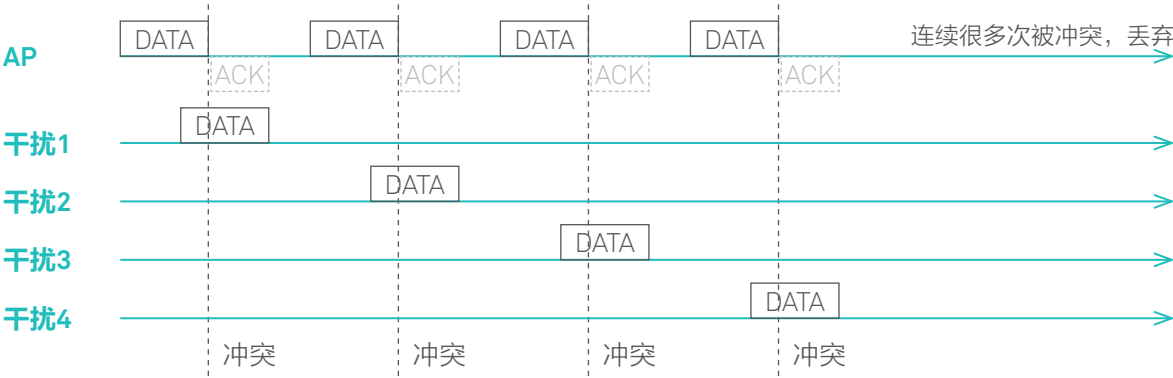 DATA DATA DATA DATA 连续很多次被冲突，丢弃
AP
ACK ACK ACK ACK
DATA
干扰1
DATA
干扰2
DATA
干扰3
DATA
干扰4
冲突 冲突 冲突 冲突